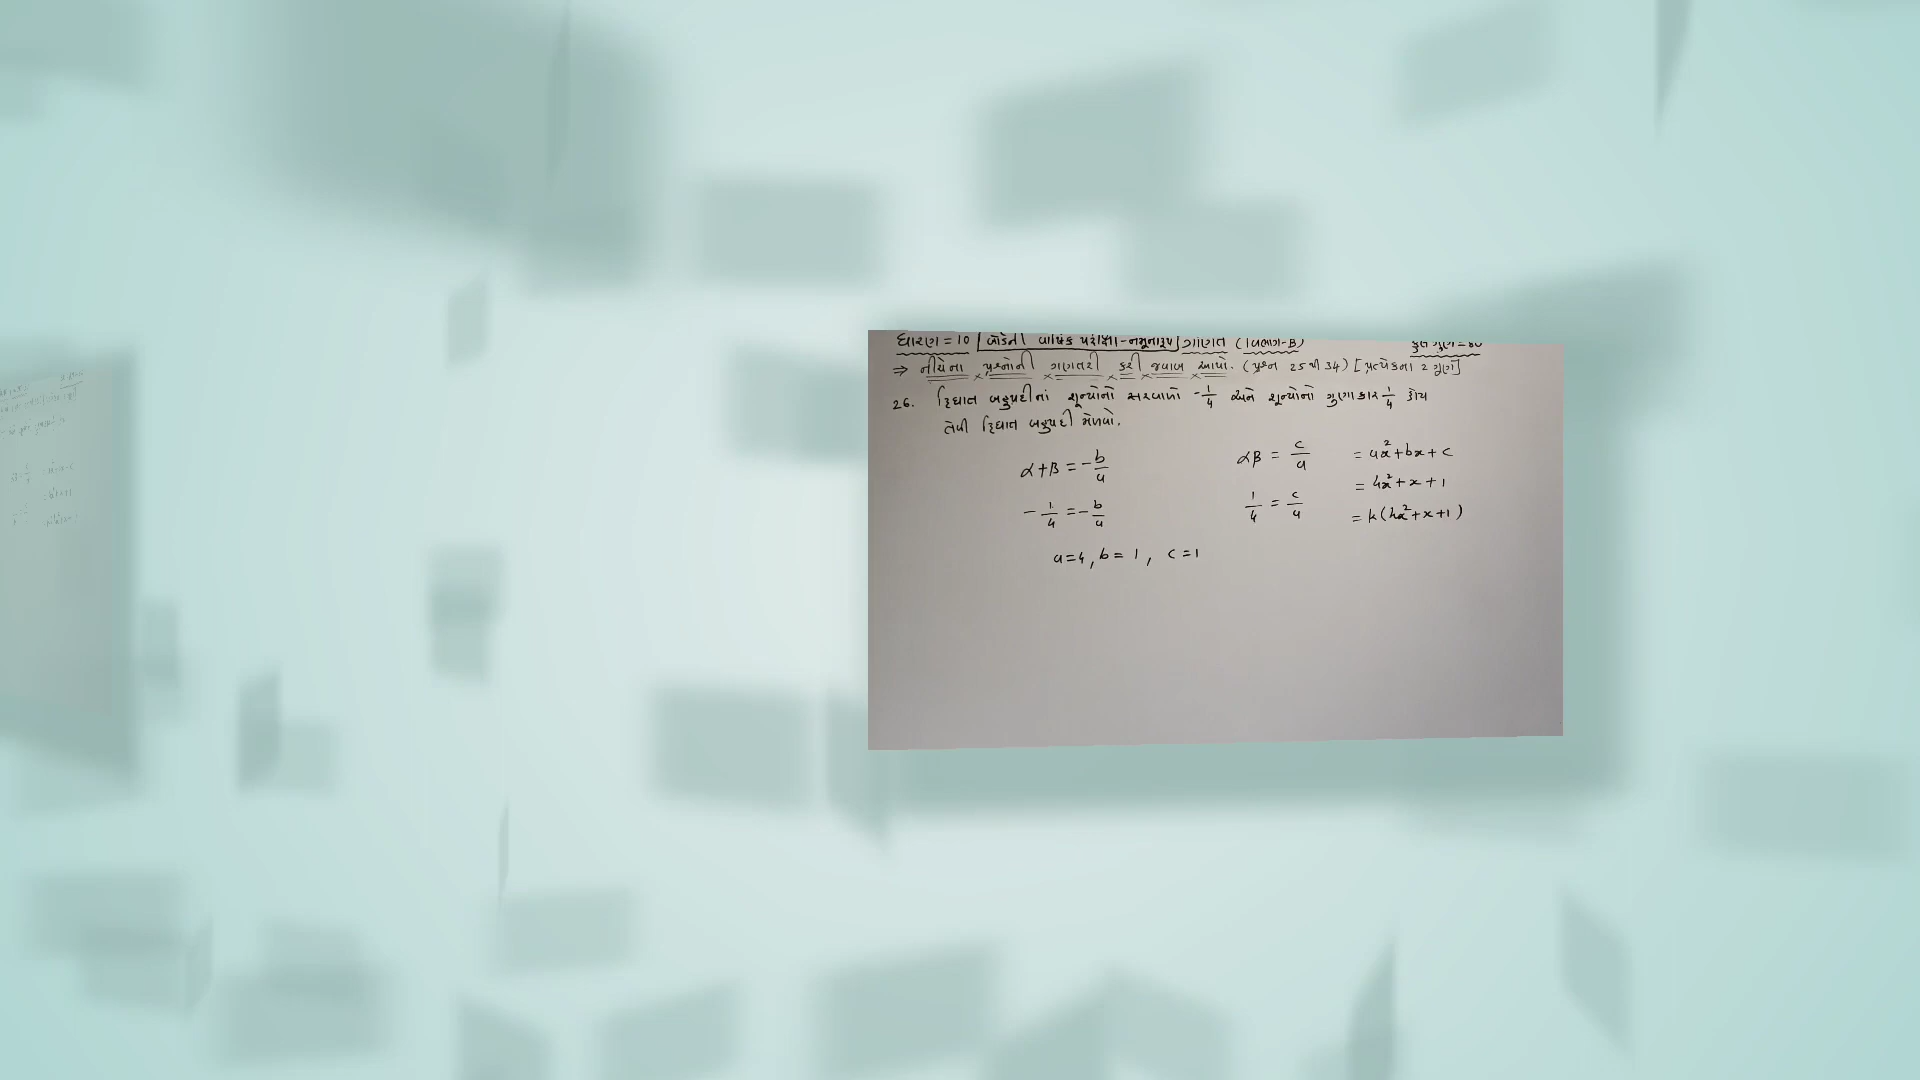 ધોરણ = 10 બોર્ડની વાર્ષિક પરીક્ષા - નમૂનારૂપ ગણિત (વિભાગ-B) કુલ ગુણ = 80
⇒ નીચેના પ્રશ્નોની ગણતરી કરી જવાબ આપો. (પ્રશ્ન 25 થી 34) [પ્રત્યેકના 2 ગુણ]
26. દ્વિઘાત બહુપદીનાં શૂન્યોનો સરવાળો -1/4 અને શૂન્યોનો ગુણાકાર 1/4 હોય
તેવી દ્વિઘાત બહુપદી મેળવો.
α+β = -b/a αβ = c/a = ax²+bx+c
-1/4 = -b/a 1/4 = c/a = 4x²+x+1
= k(4x²+x+1)
a=4, b=1, c=1